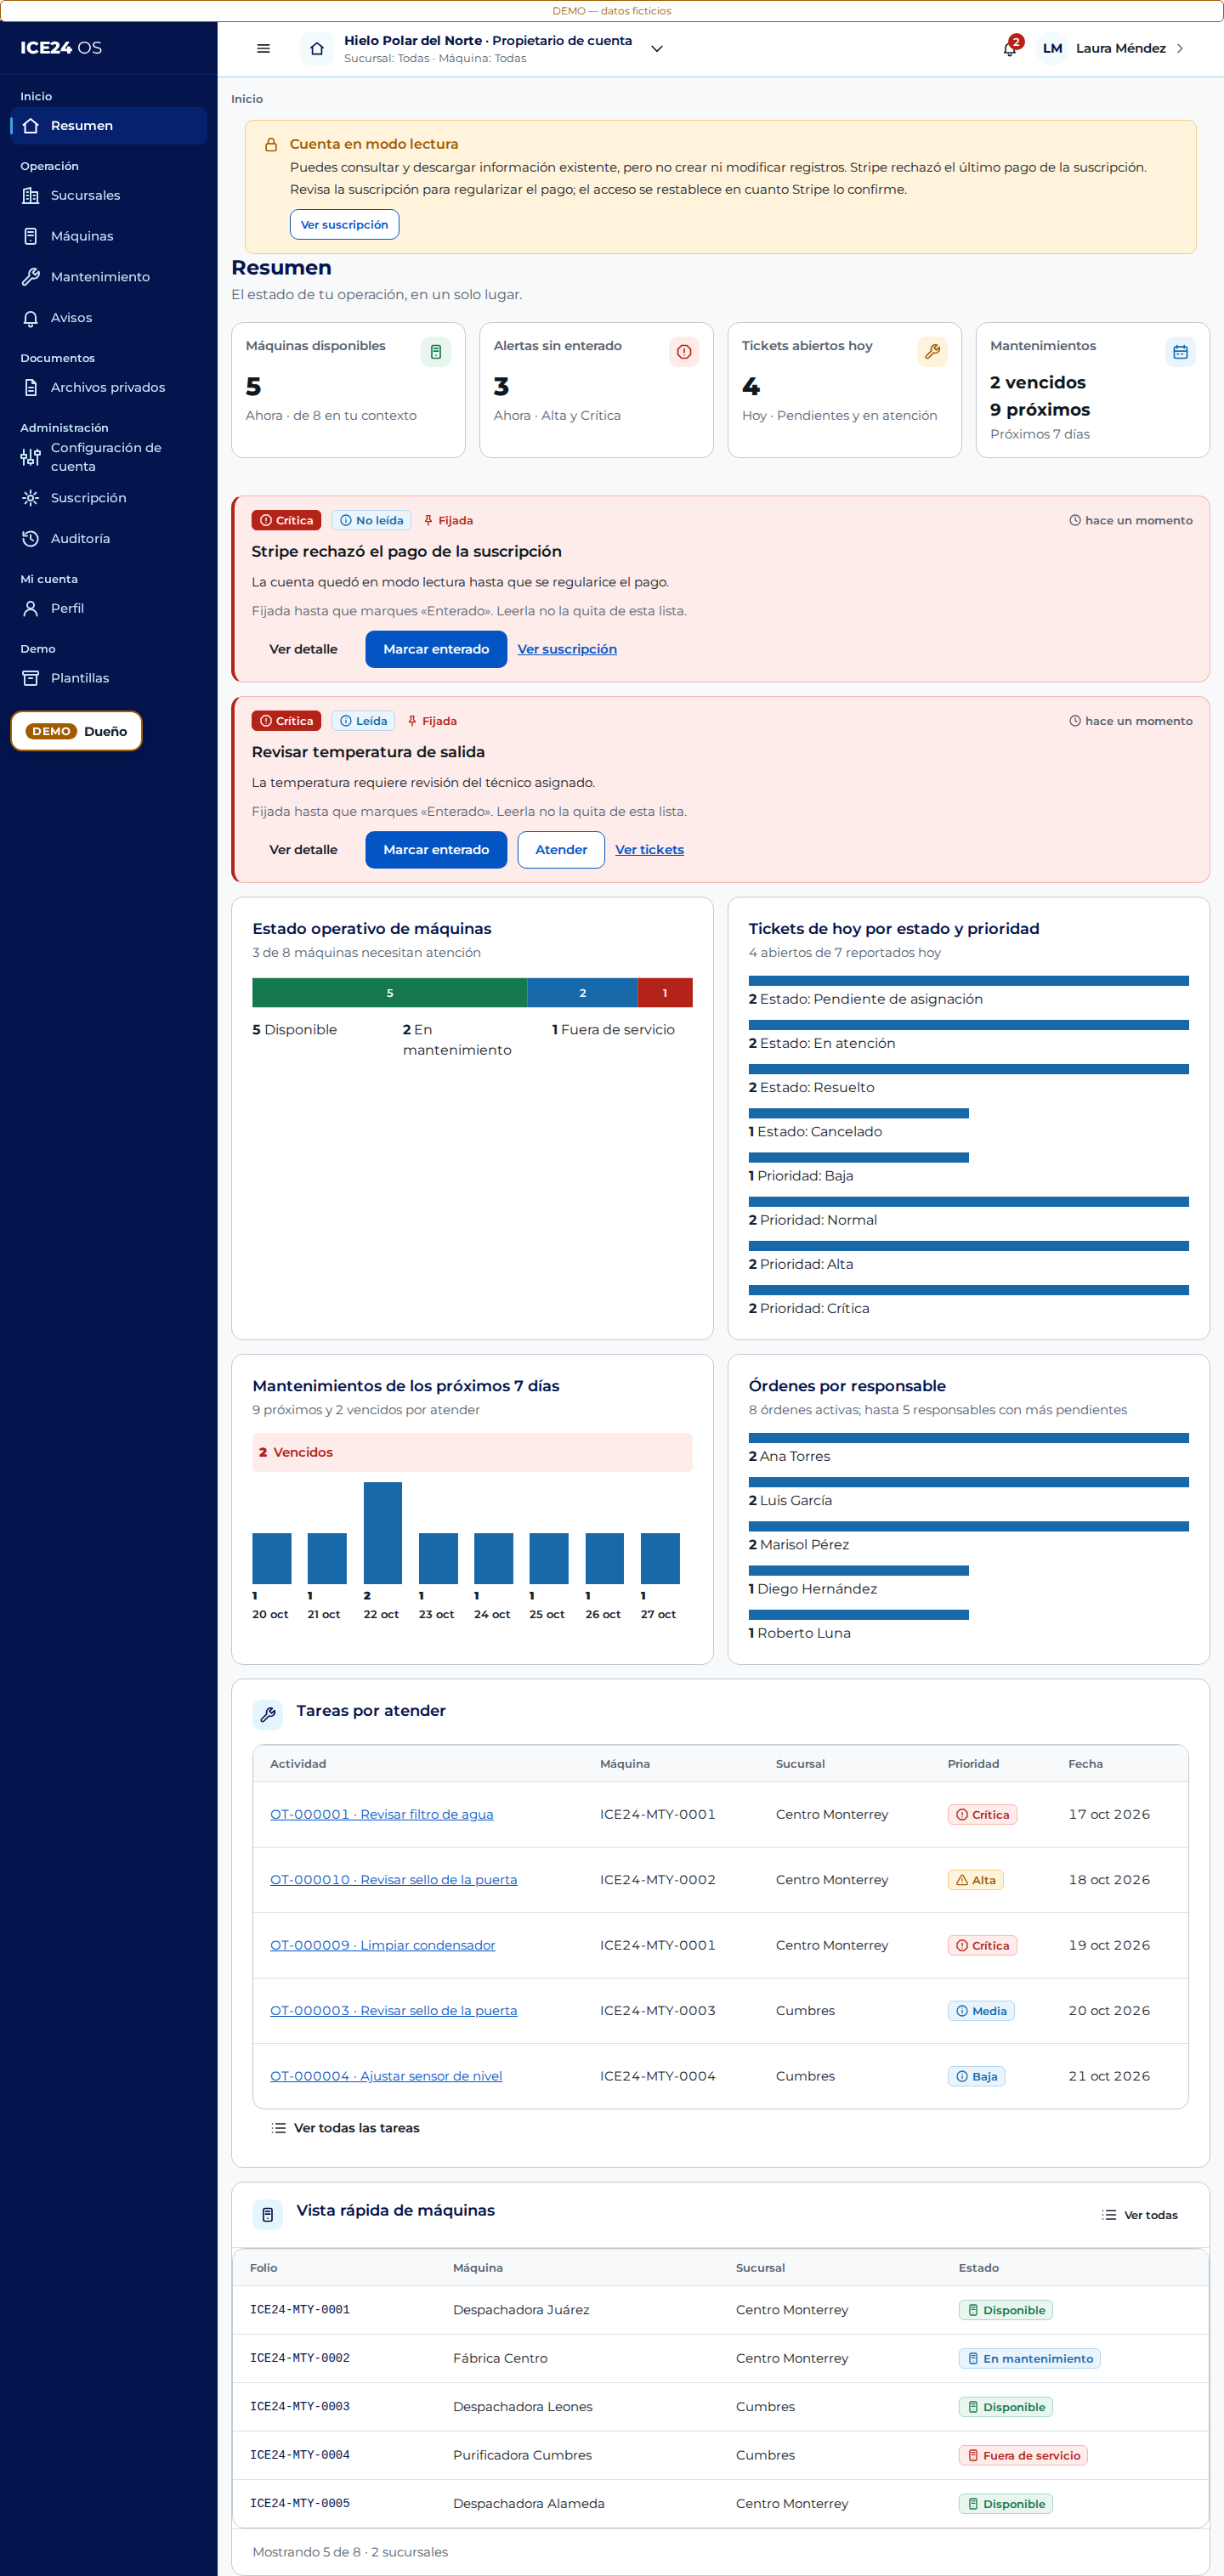 DEMO — datos ficticios
ICE24 OS
Inicio
Resumen
Operación
Sucursales
Máquinas
Mantenimiento
Avisos
Documentos
Archivos privados
Administración
Configuración de
cuenta
Suscripción
Auditoría
Mi cuenta
Perfil
Demo
Plantillas
DEMO Dueño
Hielo Polar del Norte · Propietario de cuenta
Sucursal: Todas · Máquina: Todas
2
LM Laura Méndez
Inicio
Cuenta en modo lectura
Puedes consultar y descargar información existente, pero no crear ni modificar registros. Stripe rechazó el último pago de la suscripción.
Revisa la suscripción para regularizar el pago; el acceso se restablece en cuanto Stripe lo confirme.
Ver suscripción
Resumen
El estado de tu operación, en un solo lugar.
Máquinas disponibles
5
Ahora · de 8 en tu contexto
Alertas sin enterado
3
Ahora · Alta y Crítica
Tickets abiertos hoy
4
Hoy · Pendientes y en atención
Mantenimientos
2 vencidos
9 próximos
Próximos 7 días
Crítica No leída Fijada hace un momento
Stripe rechazó el pago de la suscripción
La cuenta quedó en modo lectura hasta que se regularice el pago.
Fijada hasta que marques «Enterado». Leerla no la quita de esta lista.
Ver detalle Marcar enterado Ver suscripción
Crítica Leída Fijada hace un momento
Revisar temperatura de salida
La temperatura requiere revisión del técnico asignado.
Fijada hasta que marques «Enterado». Leerla no la quita de esta lista.
Ver detalle Marcar enterado Atender Ver tickets
Estado operativo de máquinas
3 de 8 máquinas necesitan atención
5 2 1
5 Disponible 2 En mantenimiento 1 Fuera de servicio
Tickets de hoy por estado y prioridad
4 abiertos de 7 reportados hoy
2 Estado: Pendiente de asignación
2 Estado: En atención
2 Estado: Resuelto
1 Estado: Cancelado
1 Prioridad: Baja
2 Prioridad: Normal
2 Prioridad: Alta
2 Prioridad: Crítica
Mantenimientos de los próximos 7 días
9 próximos y 2 vencidos por atender
2 Vencidos
1 1 2 1 1 1 1 1
20 oct 21 oct 22 oct 23 oct 24 oct 25 oct 26 oct 27 oct
Órdenes por responsable
8 órdenes activas; hasta 5 responsables con más pendientes
2 Ana Torres
2 Luis García
2 Marisol Pérez
1 Diego Hernández
1 Roberto Luna
Tareas por atender
Actividad Máquina Sucursal Prioridad Fecha
OT-000001 · Revisar filtro de agua ICE24-MTY-0001 Centro Monterrey Crítica 17 oct 2026
OT-000010 · Revisar sello de la puerta ICE24-MTY-0002 Centro Monterrey Alta 18 oct 2026
OT-000009 · Limpiar condensador ICE24-MTY-0001 Centro Monterrey Crítica 19 oct 2026
OT-000003 · Revisar sello de la puerta ICE24-MTY-0003 Cumbres Media 20 oct 2026
OT-000004 · Ajustar sensor de nivel ICE24-MTY-0004 Cumbres Baja 21 oct 2026
Ver todas las tareas
Vista rápida de máquinas Ver todas
Folio Máquina Sucursal Estado
ICE24-MTY-0001 Despachadora Juárez Centro Monterrey Disponible
ICE24-MTY-0002 Fábrica Centro Centro Monterrey En mantenimiento
ICE24-MTY-0003 Despachadora Leones Cumbres Disponible
ICE24-MTY-0004 Purificadora Cumbres Cumbres Fuera de servicio
ICE24-MTY-0005 Despachadora Alameda Centro Monterrey Disponible
Mostrando 5 de 8 · 2 sucursales